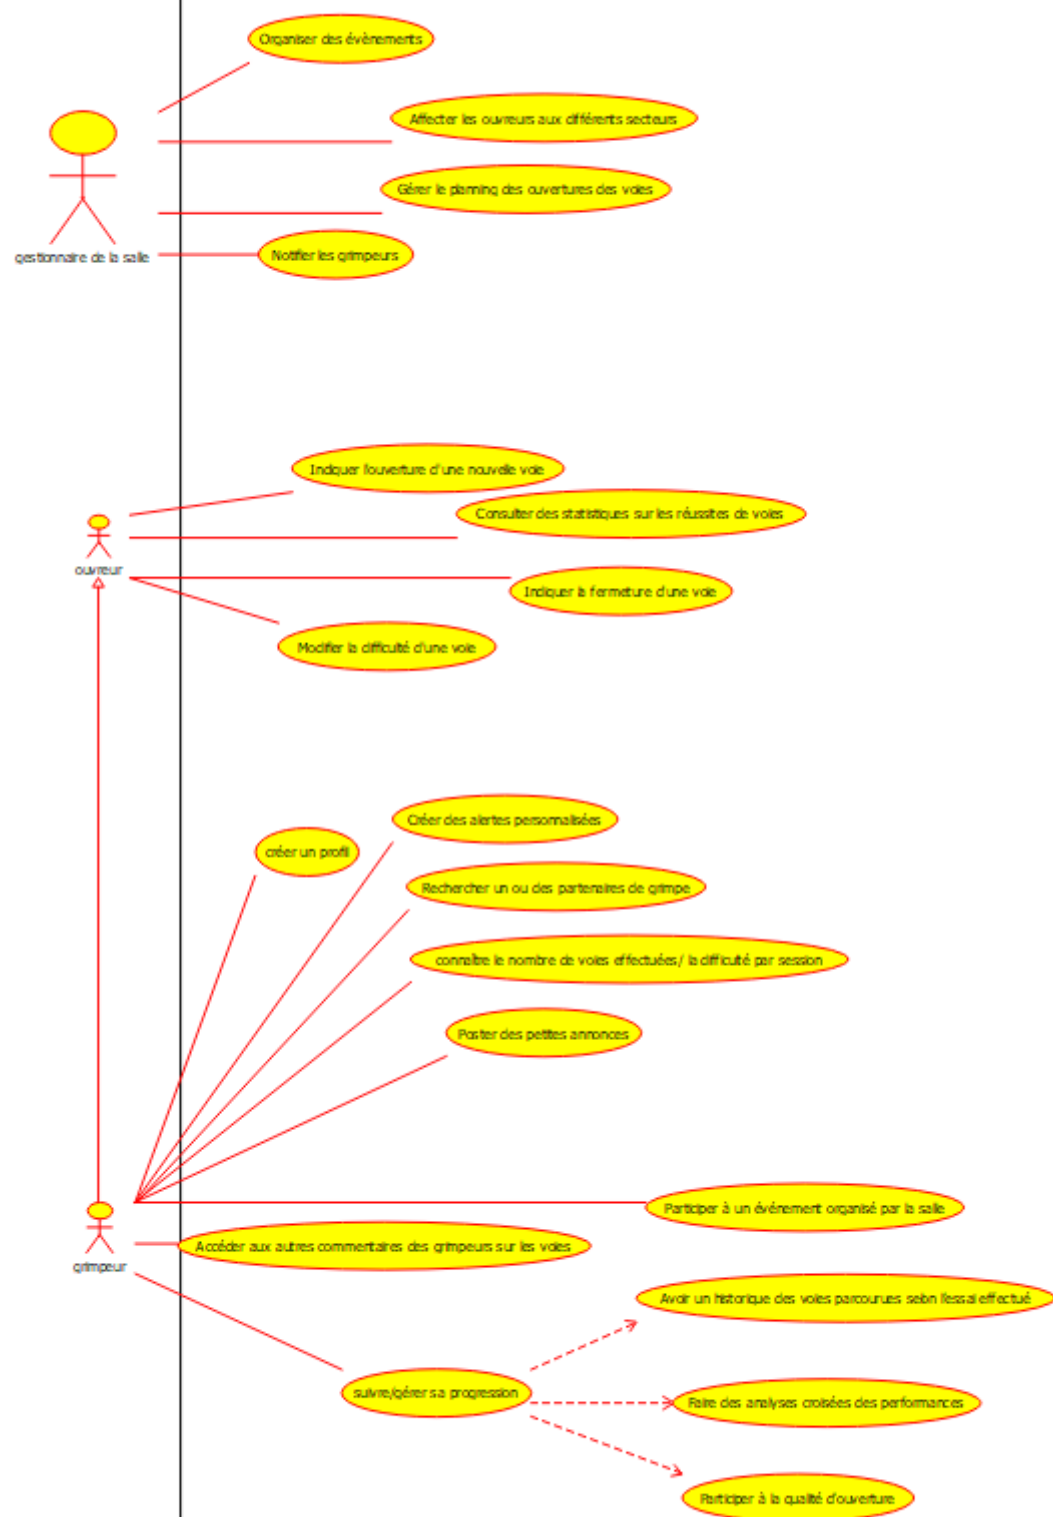 Organiser des évènements
Affecter les ouvreurs aux différents secteurs
Gérer le planning des ouvertures des voies
gestionnaire de la salle
Notifier les grimpeurs
Indiquer l'ouverture d'une nouvelle voie
Consulter des statistiques sur les réussites de voies
ouvreur
Indiquer la fermeture d'une voie
Modifier la difficulté d'une voie
Créer des alertes personnalisées
créer un profil
Rechercher un ou des partenaires de grimpe
connaître le nombre de voies effectuées/ la difficulté par session
Poster des petites annonces
Participer à un événement organisé par la salle
Accéder aux autres commentaires des grimpeurs sur les voies
grimpeur
Avoir un historique des voies parcourues selon l'essai effectué
suivre/gérer sa progression
Faire des analyses croisées des performances
Participer à la qualité d'ouverture